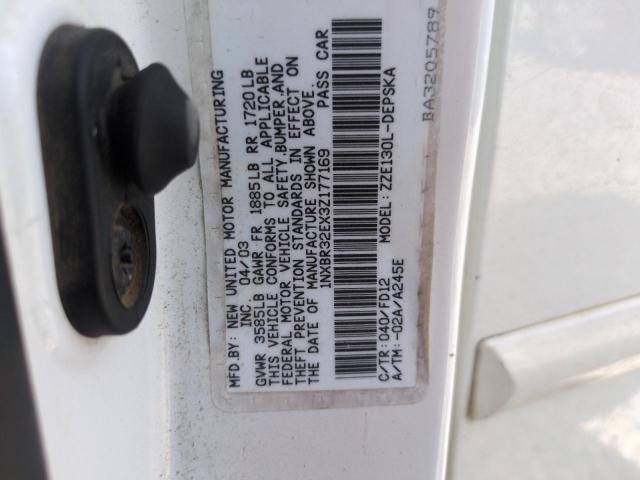 MFD.BY: NEW UNITED MOTOR MANUFACTURING
INC. 04/03
GVWR 3585LB GAWR FR 1885LB RR 1720LB
THIS VEHICLE CONFORMS TO ALL APPLICABLE
FEDERAL MOTOR VEHICLE SAFETY,BUMPER,AND
THEFT PREVENTION STANDARDS IN EFFECT ON
THE DATE OF MANUFACTURE SHOWN ABOVE.
1NXBR32EX3Z177169 PASS CAR
MODEL: ZZE130L-DEPSKA
C/TR: 040/FD12
A/TM: -02A/A245E
BA3205789